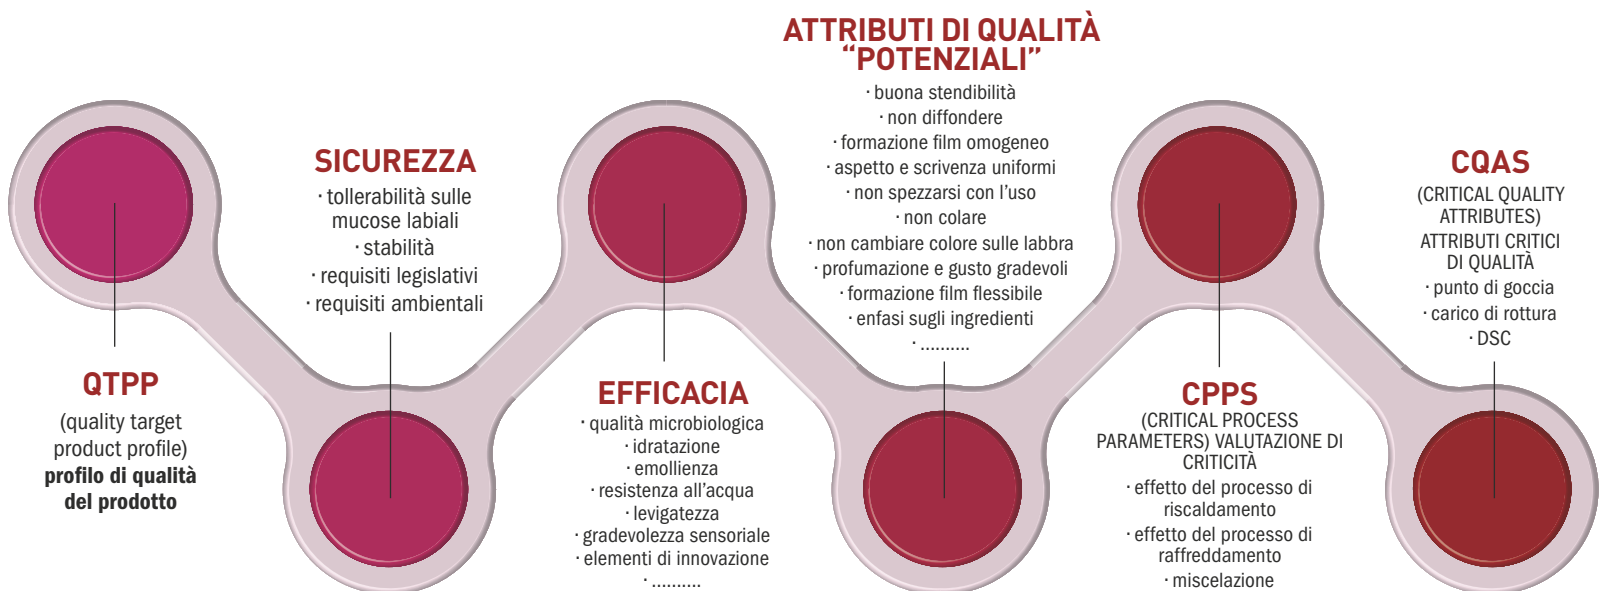 QTPP
(quality target
product profile)
profilo di qualità
del prodotto
SICUREZZA
· tollerabilità sulle
mucose labiali
· stabilità
· requisiti legislativi
· requisiti ambientali
EFFICACIA
· qualità microbiologica
· idratazione
· emollienza
· resistenza all’acqua
· levigatezza
· gradevolezza sensoriale
· elementi di innovazione
· ..........
ATTRIBUTI DI QUALITÀ
“POTENZIALI”
· buona stendibilità
· non diffondere
· formazione film omogeneo
· aspetto e scrivenza uniformi
· non spezzarsi con l’uso
· non colare
· non cambiare colore sulle labbra
· profumazione e gusto gradevoli
· formazione film flessibile
· enfasi sugli ingredienti
· ..........
CPPS
(CRITICAL PROCESS
PARAMETERS) VALUTAZIONE DI
CRITICITÀ
· effetto del processo di
riscaldamento
· effetto del processo di
raffreddamento
· miscelazione
CQAS
(CRITICAL QUALITY
ATTRIBUTES)
ATTRIBUTI CRITICI
DI QUALITÀ
· punto di goccia
· carico di rottura
· DSC